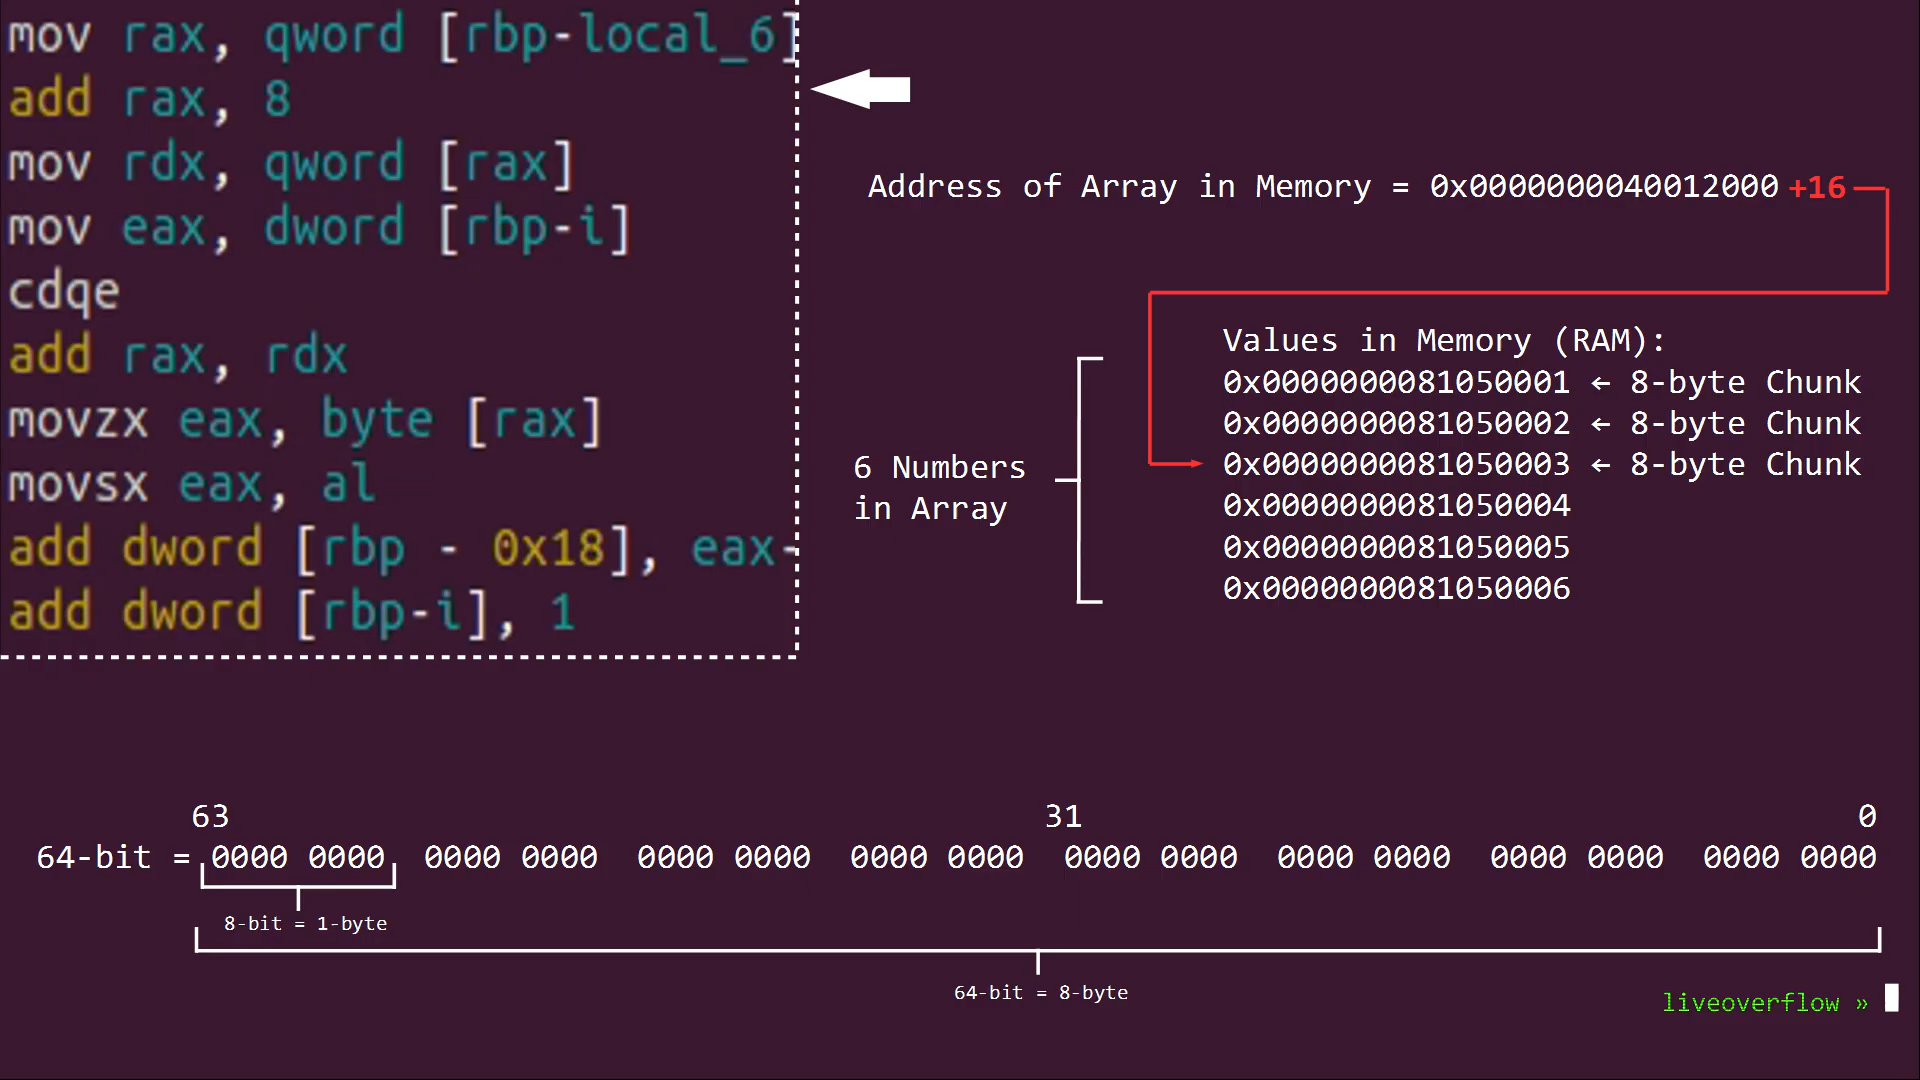 mov rax, qword [rbp-local_6]
add rax, 8
mov rdx, qword [rax]
mov eax, dword [rbp-i]
cdqe
add rax, rdx
movzx eax, byte [rax]
movsx eax, al
add dword [rbp - 0x18], eax-
add dword [rbp-i], 1
Address of Array in Memory = 0x0000000040012000 +16
6 Numbers
in Array
Values in Memory (RAM):
0x0000000081050001 ← 8-byte Chunk
0x0000000081050002 ← 8-byte Chunk
0x0000000081050003 ← 8-byte Chunk
0x0000000081050004
0x0000000081050005
0x0000000081050006
63 31 0
64-bit = 0000 0000 0000 0000 0000 0000 0000 0000 0000 0000 0000 0000 0000 0000 0000 0000
8-bit = 1-byte
64-bit = 8-byte
liveoverflow »